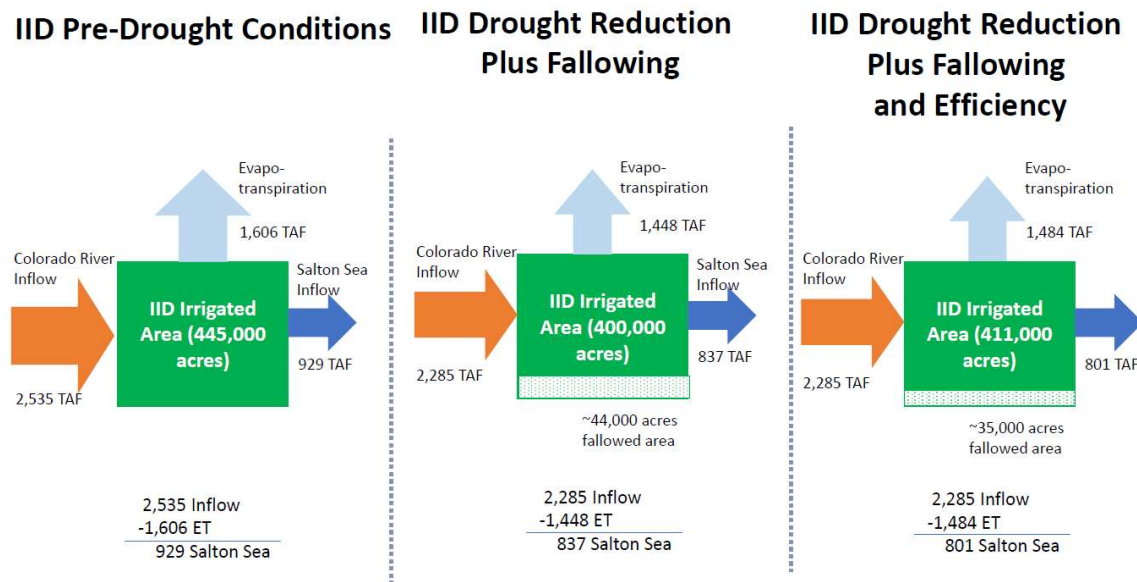 IID Pre-Drought Conditions
Evapo-
transpiration
1,606 TAF
Colorado River
Inflow
Salton Sea
Inflow
IID Irrigated
Area (445,000
acres)
929 TAF
2,535 TAF
2,535 Inflow
-1,606 ET
929 Salton Sea
IID Drought Reduction
Plus Fallowing
Evapo-
transpiration
1,448 TAF
Colorado River
Inflow
Salton Sea
Inflow
IID Irrigated
Area (400,000
acres)
837 TAF
2,285 TAF
~44,000 acres
fallowed area
2,285 Inflow
-1,448 ET
837 Salton Sea
IID Drought Reduction
Plus Fallowing
and Efficiency
Evapo-
transpiration
1,484 TAF
Colorado River
Inflow
IID Irrigated
Area (411,000
acres)
801 TAF
2,285 TAF
~35,000 acres
fallowed area
2,285 Inflow
-1,484 ET
801 Salton Sea